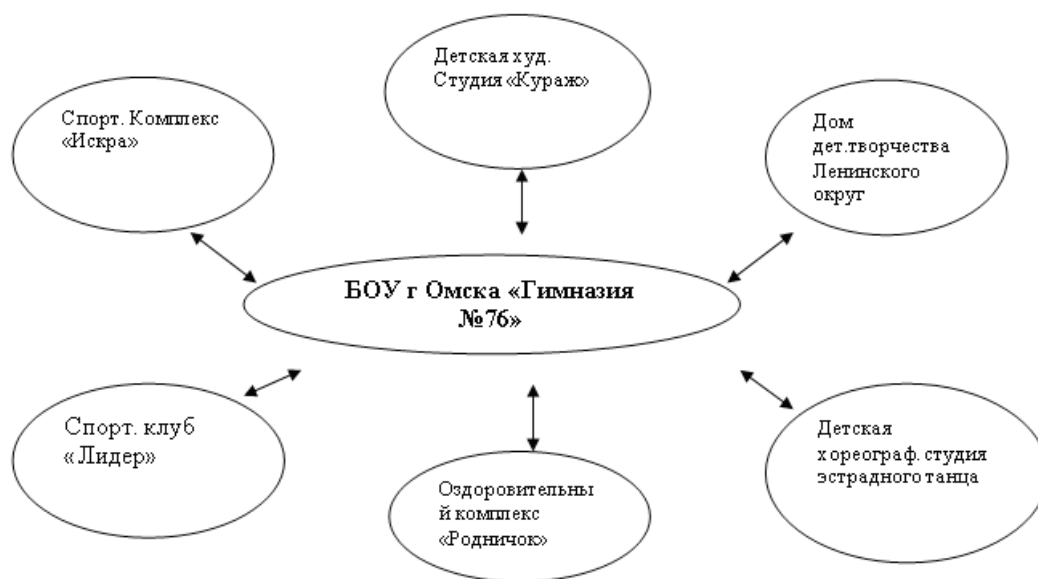 Детская худ.
Студия «Кураж»
Спорт. Комплекс
«Искра»
Дом
дет.творчества
Ленинского
округ
БОУ г Омска «Гимназия
№76»
Спорт. клуб
«Лидер»
Оздоровительны
й комплекс
«Родничок»
Детская
хореограф. студия
эстрадного танца